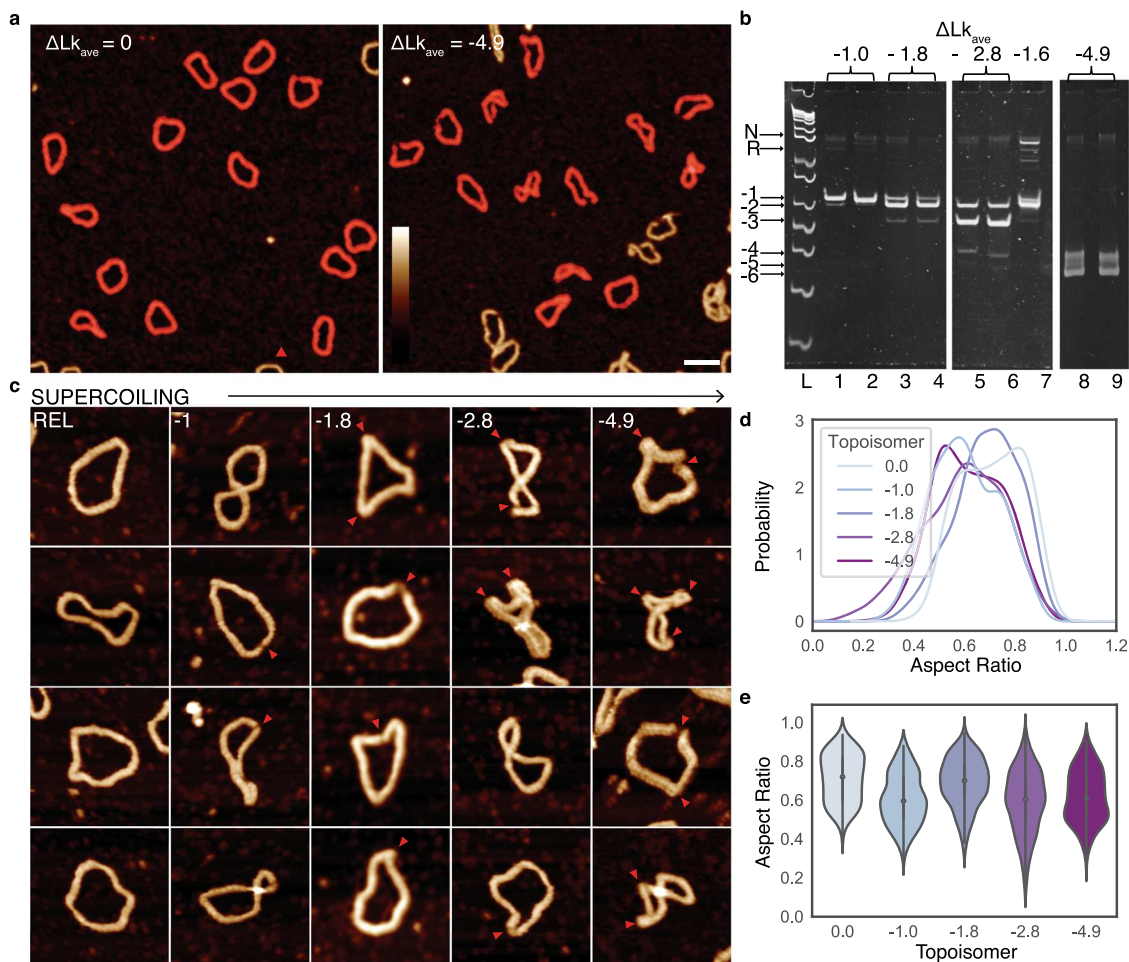 a
ΔLk_ave = 0
ΔLk_ave = -4.9
b
ΔLk_ave
-1.0 -1.8 - 2.8 -1.6 -4.9
N
R
-1
-2
-3
-4
-5
-6
L 1 2 3 4 5 6 7 8 9
c
SUPERCOILING
REL -1 -1.8 -2.8 -4.9
d
Probability
3
2
1
0
Topoisomer
0.0
-1.0
-1.8
-2.8
-4.9
0.0 0.2 0.4 0.6 0.8 1.0 1.2
Aspect Ratio
e
Aspect Ratio
1.0
0.8
0.6
0.4
0.2
0.0
0.0 -1.0 -1.8 -2.8 -4.9
Topoisomer